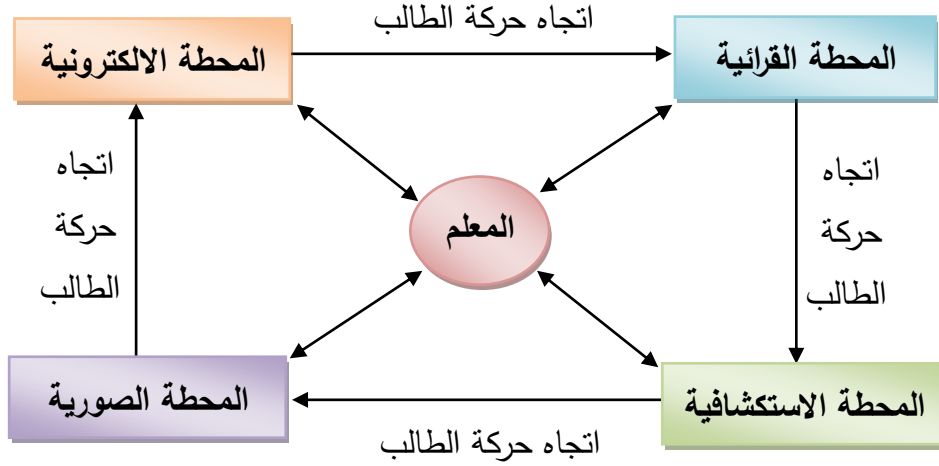 اتجاه حركة الطالب
المحطة القرائية
المحطة الالكترونية
اتجاه
حركة
الطالب
اتجاه
حركة
الطالب
المعلم
المحطة الاستكشافية
المحطة الصورية
اتجاه حركة الطالب